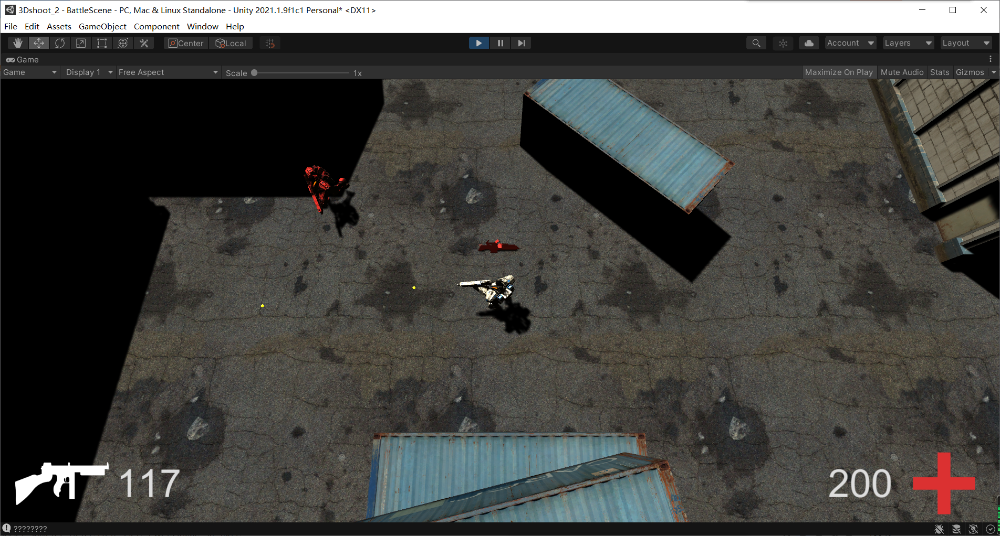 3Dshoot_2 - BattleScene - PC, Mac & Linux Standalone - Unity 2021.1.9f1c1 Personal* <DX11>
File Edit Assets GameObject Component Window Help
Center Local Account Layers Layout
Game
Game Display 1 Free Aspect Scale 1x Maximize On Play Mute Audio Stats Gizmos
117
200
????????